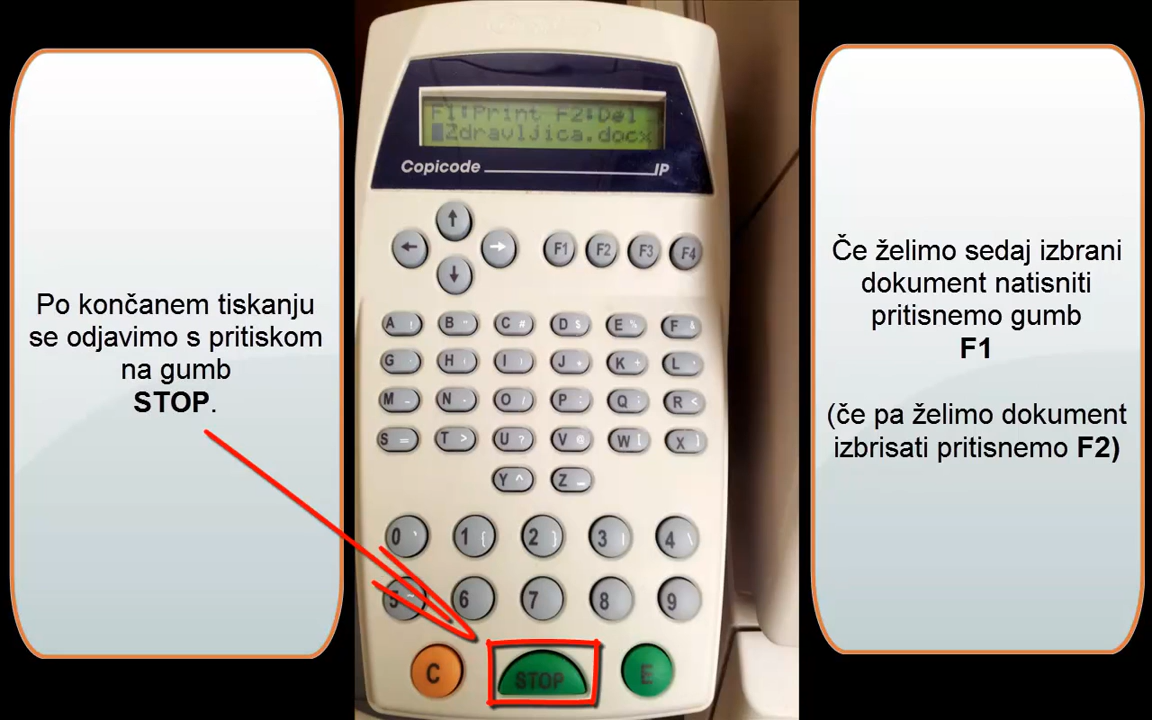 Po končanem tiskanju
se odjavimo s pritiskom
na gumb
STOP.
F1:Print F2:Del
Zdravljica.docx
Copicode IP
F1 F2 F3 F4
A B C # D $ E % F &
G H ( I ) J + K + L
M N - O / P : Q ; R <
S = T > U ? V @ W [ X ]
Y ^ Z _
0 1 { 2 } 3 | 4 \
5 ~ 6 7 8 9
C STOP E
Če želimo sedaj izbrani
dokument natisniti
pritisnemo gumb
F1
(če pa želimo dokument
izbrisati pritisnemo F2)